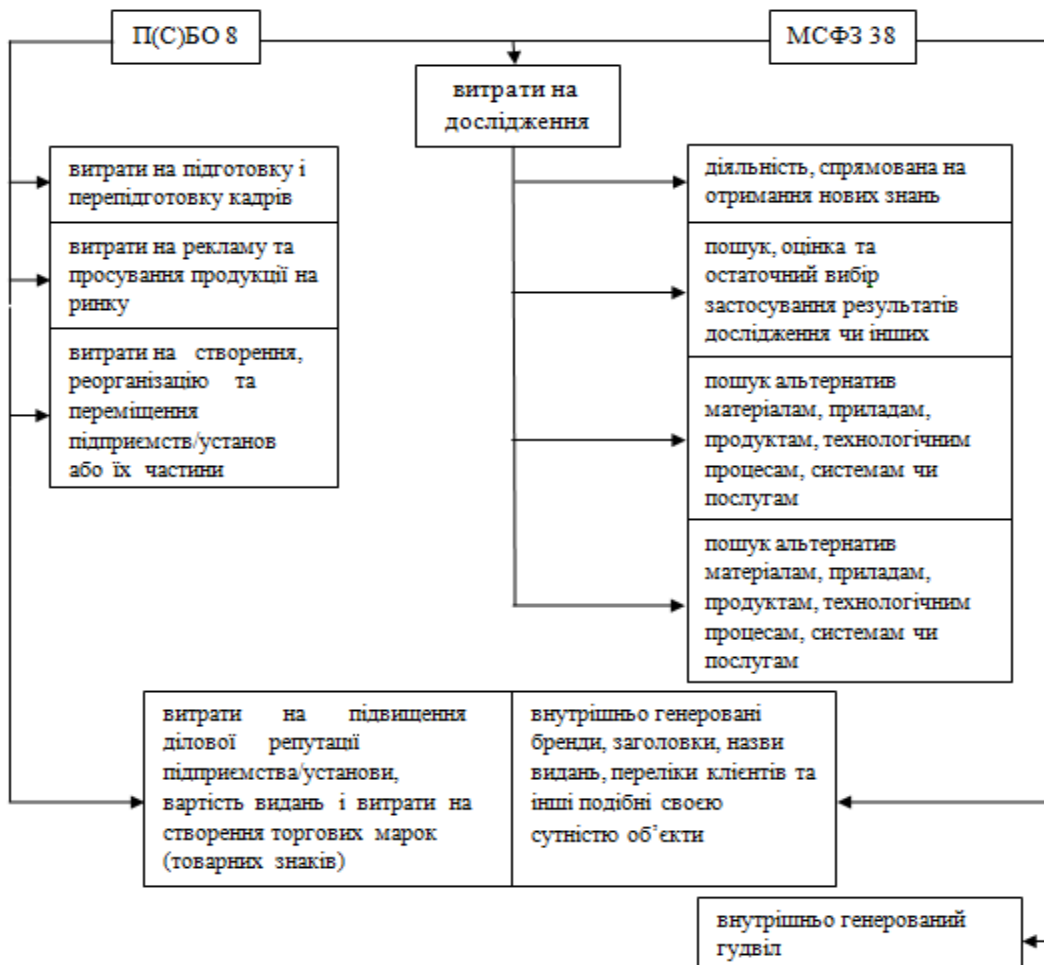 П(С)БО 8
МСФЗ 38
витрати на
дослідження
витрати на підготовку і
перепідготовку кадрів
витрати на рекламу та
просування продукції на
ринку
витрати на створення,
реорганізацію та
переміщення
підприємств/установ
або їх частини
діяльність, спрямована на
отримання нових знань
пошук, оцінка та
остаточний вибір
застосування результатів
дослідження чи інших
пошук альтернатив
матеріалам, приладам,
продуктам, технологічним
процесам, системам чи
послугам
пошук альтернатив
матеріалам, приладам,
продуктам, технологічним
процесам, системам чи
послугам
витрати на підвищення
ділової репутації
підприємства/установи,
вартість видань і витрати на
створення торгових марок
(товарних знаків)
внутрішньо генеровані
бренди, заголовки, назви
видань, переліки клієнтів та
інші подібні своєю
сутністю об’єкти
внутрішньо генерований
гудвіл